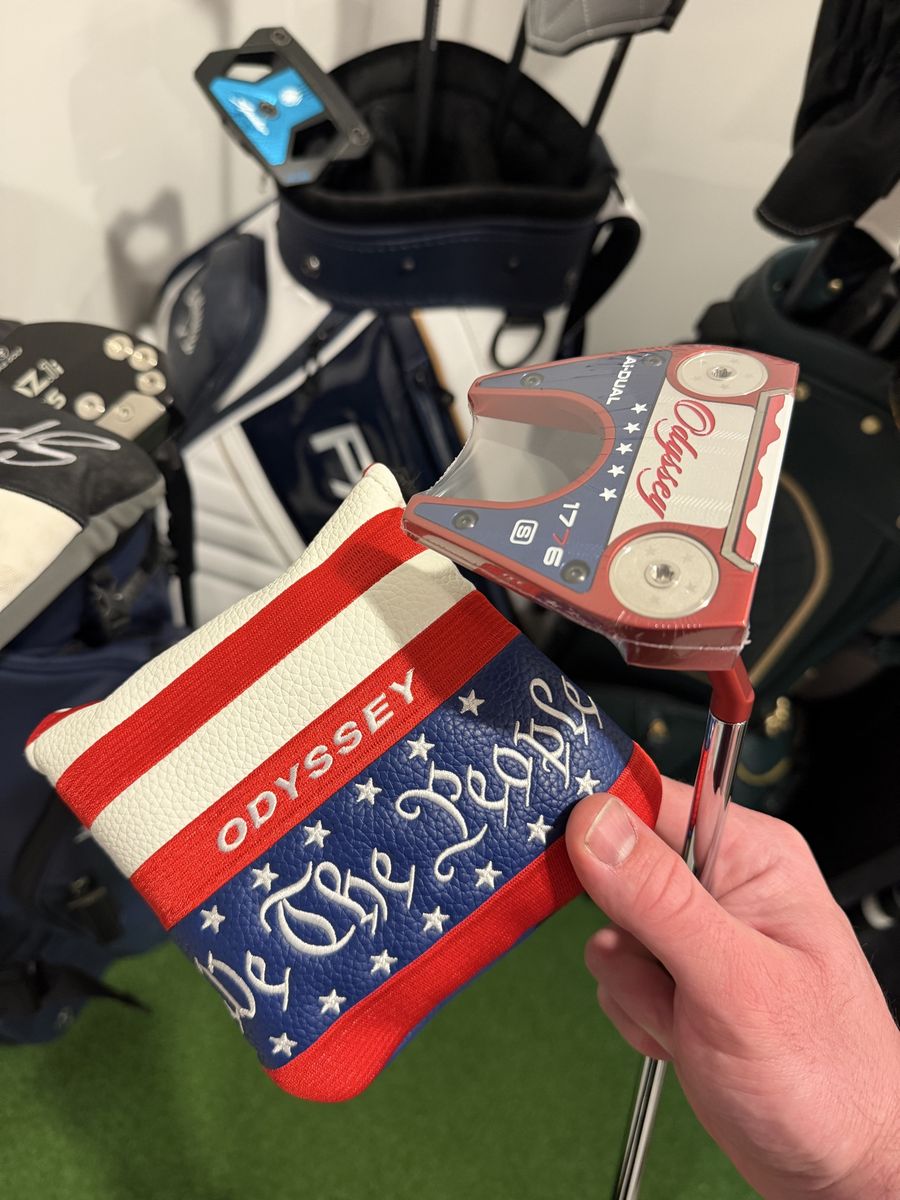 Ai-DUAL
Odyssey
1776
S
ODYSSEY
We The People